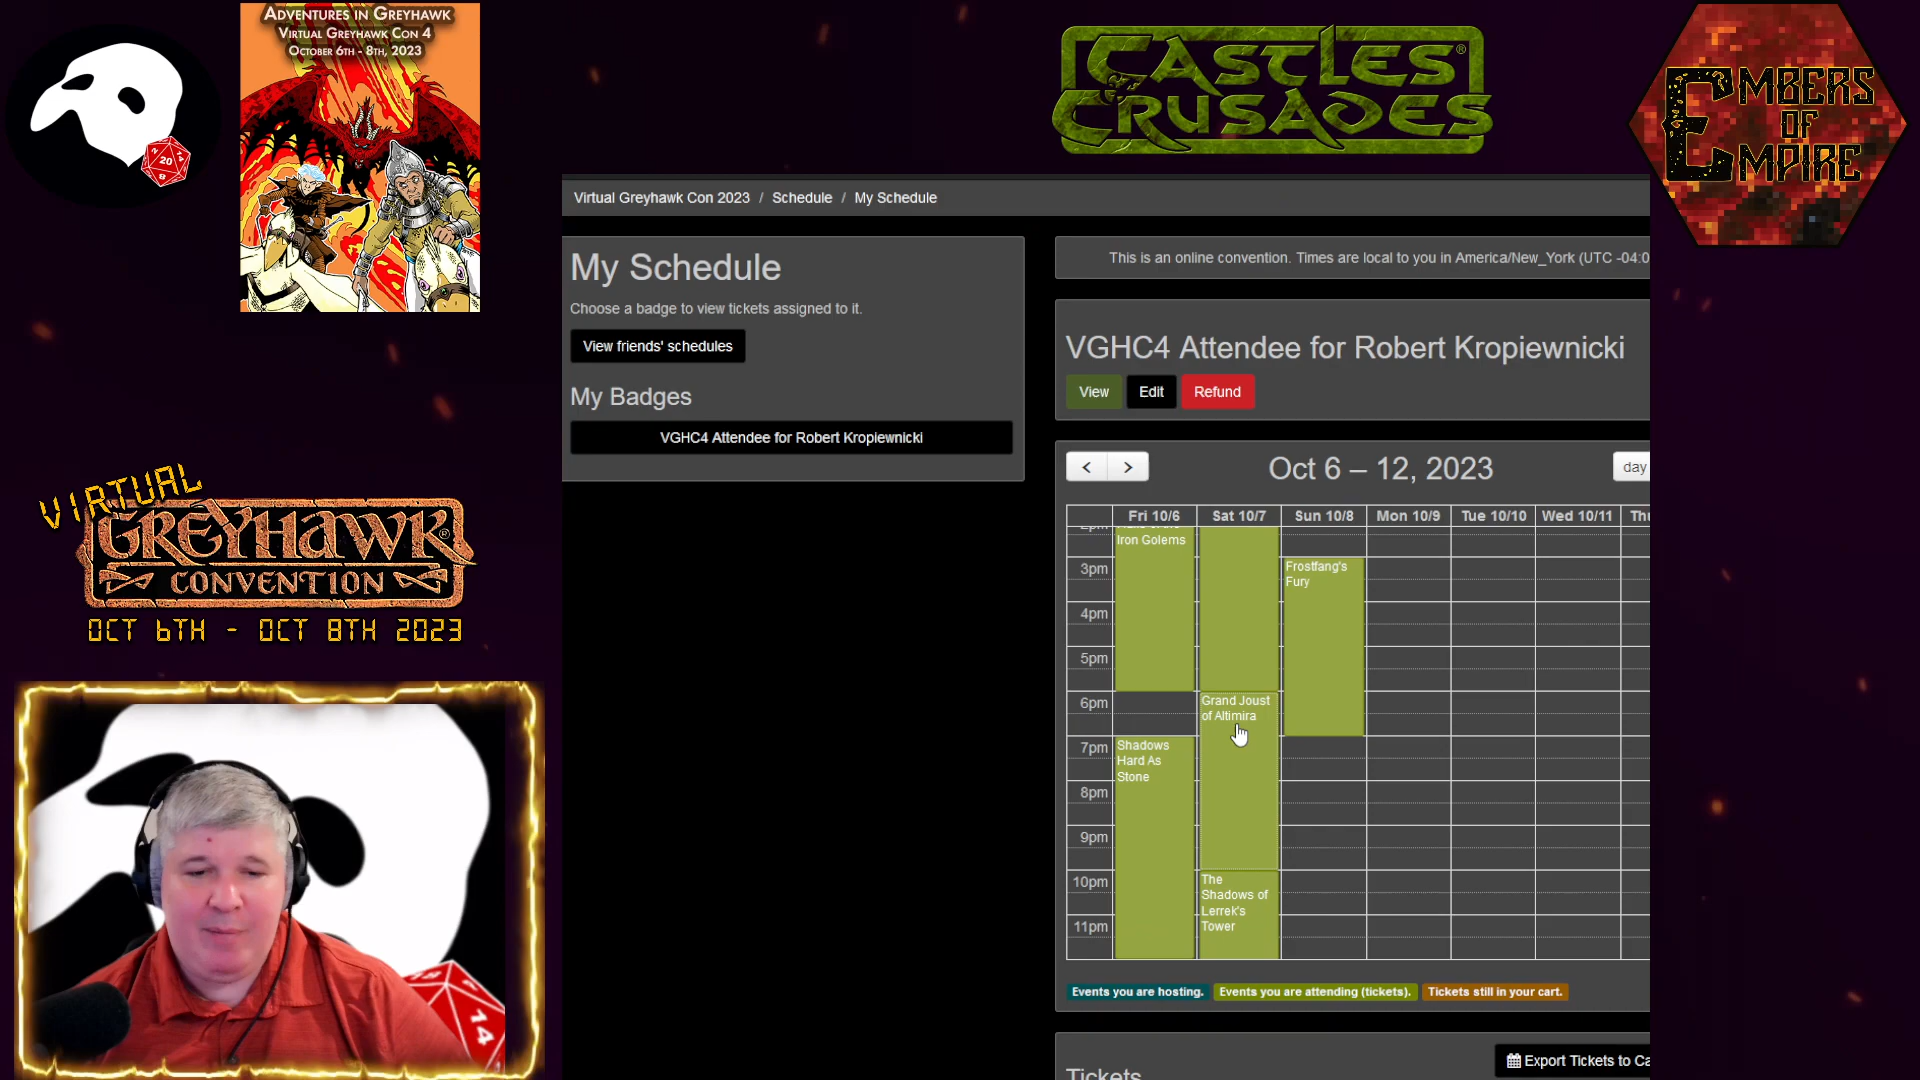 ADVENTURES IN GREYHAWK
VIRTUAL GREYHAWK CON 4
OCTOBER 6TH - 8TH, 2023
20
CASTLES®
CRUSADES
EMBERS
OF
EMPIRE
Virtual Greyhawk Con 2023 / Schedule / My Schedule
My Schedule
Choose a badge to view tickets assigned to it.
View friends' schedules
My Badges
VGHC4 Attendee for Robert Kropiewnicki
This is an online convention. Times are local to you in America/New_York (UTC -04:0
VGHC4 Attendee for Robert Kropiewnicki
View Edit Refund
< > Oct 6 – 12, 2023 day
Fri 10/6 Sat 10/7 Sun 10/8 Mon 10/9 Tue 10/10 Wed 10/11 Thu
2pm
Iron Golems
3pm
Frostfang's
Fury
4pm
5pm
6pm
Grand Joust
of Altimira
7pm
Shadows
Hard As
Stone
8pm
9pm
10pm
The
Shadows of
Lerrek's
Tower
11pm
Events you are hosting. Events you are attending (tickets). Tickets still in your cart.
Tickets
Export Tickets to Ca
VIRTUAL
GREYHAWK®
CONVENTION
OCT 6TH - OCT 8TH 2023
14